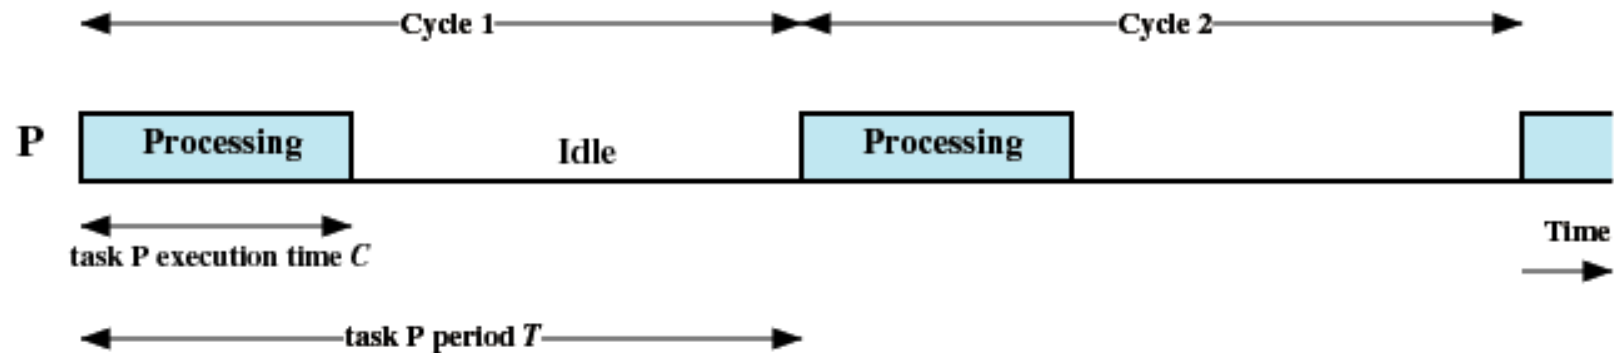 Cycle 1 Cycle 2
P Processing Idle Processing
Time
task P execution time C
task P period T